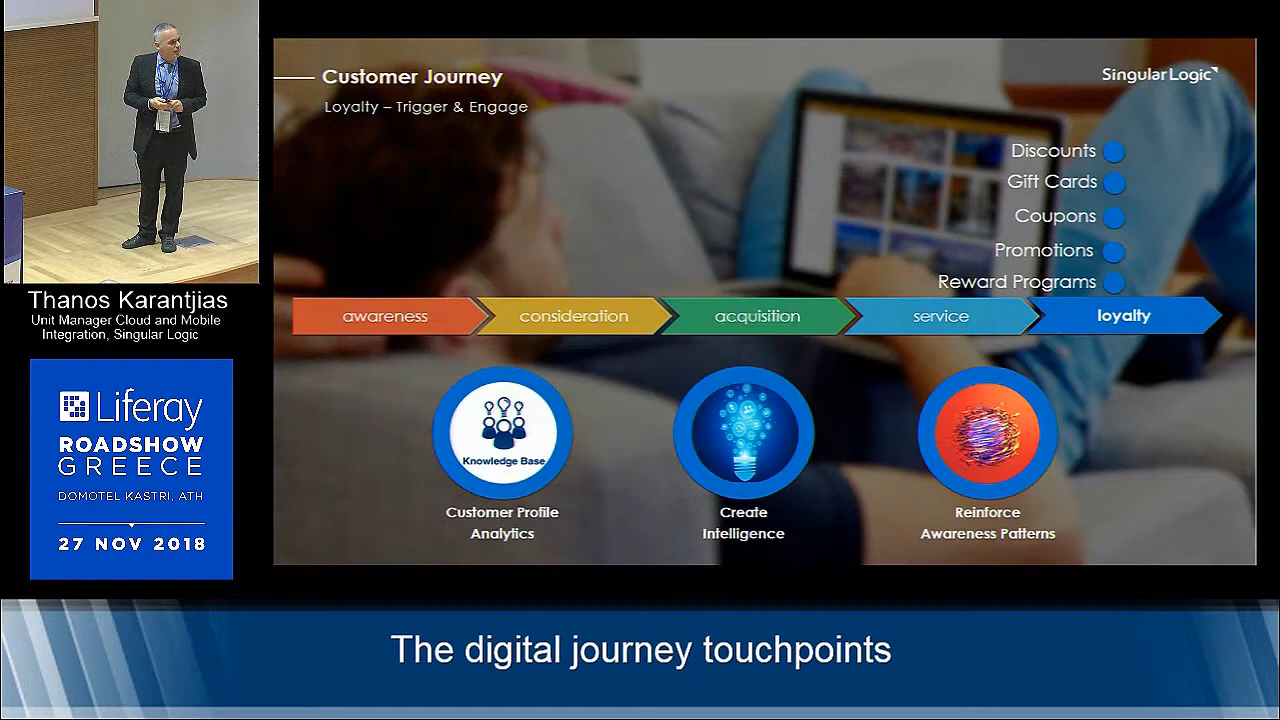 Customer Journey
Loyalty – Trigger & Engage
SingularLogic
Discounts
Gift Cards
Coupons
Promotions
Reward Programs
awareness
consideration
acquisition
service
loyalty
Knowledge Base
Customer Profile
Analytics
Create
Intelligence
Reinforce
Awareness Patterns
Thanos Karantjias
Unit Manager Cloud and Mobile
Integration, Singular Logic
Liferay
ROADSHOW
GREECE
DOMOTEL KASTRI, ATH
27 NOV 2018
The digital journey touchpoints